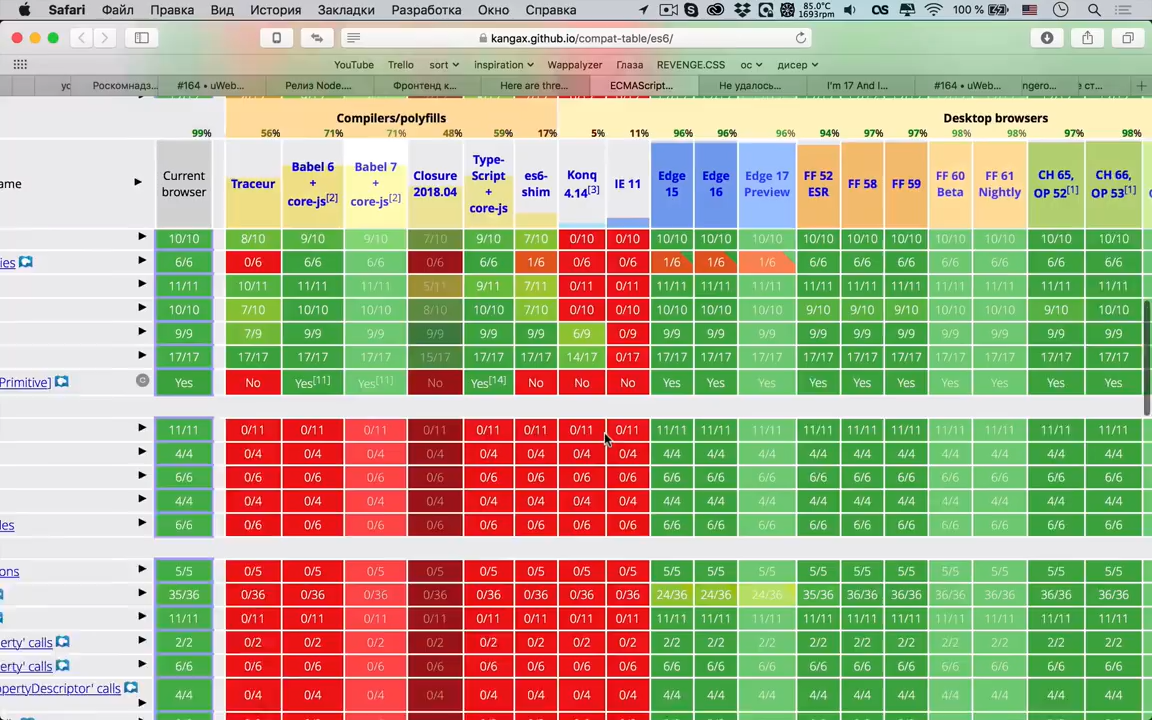 Safari Файл Правка Вид История Закладки Разработка Окно Справка 85.0°C 1693rpm 100 %
kangax.github.io/compat-table/es6/
YouTube Trello sort inspiration Wappalyzer Глаза REVENGE.CSS ос дисер
ус Роскомнадз... #164 • uWeb... Релиз Node.... Фронтенд к... Here are thre... ECMAScript... Не удалось... I'm 17 And I... #164 • uWeb... ngero... e ст...
Compilers/polyfills Desktop browsers
99% 56% 71% 71% 48% 59% 17% 5% 11% 96% 96% 96% 94% 97% 97% 98% 98% 97% 98%
ame Current browser Traceur Babel 6 + core-js[2] Babel 7 + core-js[2] Closure 2018.04 Type-Script + core-js es6-shim Konq 4.14[3] IE 11 Edge 15 Edge 16 Edge 17 Preview FF 52 ESR FF 58 FF 59 FF 60 Beta FF 61 Nightly CH 65, OP 52[1] CH 66, OP 53[1]
10/10 8/10 9/10 9/10 7/10 9/10 7/10 0/10 0/10 10/10 10/10 10/10 10/10 10/10 10/10 10/10 10/10 10/10 10/10
ies 6/6 0/6 6/6 6/6 0/6 6/6 1/6 0/6 0/6 1/6 1/6 1/6 6/6 6/6 6/6 6/6 6/6 6/6 6/6
11/11 10/11 11/11 11/11 5/11 9/11 7/11 0/11 0/11 11/11 11/11 11/11 11/11 11/11 11/11 11/11 11/11 11/11 11/11
10/10 7/10 10/10 10/10 8/10 10/10 7/10 0/10 0/10 10/10 10/10 10/10 9/10 9/10 9/10 10/10 10/10 9/10 10/10
9/9 7/9 9/9 9/9 9/9 9/9 9/9 6/9 0/9 9/9 9/9 9/9 9/9 9/9 9/9 9/9 9/9 9/9 9/9
17/17 17/17 17/17 17/17 15/17 17/17 17/17 14/17 0/17 17/17 17/17 17/17 17/17 17/17 17/17 17/17 17/17 17/17 17/17
Primitive] c Yes No Yes[11] Yes[11] No Yes[14] No No No Yes Yes Yes Yes Yes Yes Yes Yes Yes Yes
11/11 0/11 0/11 0/11 0/11 0/11 0/11 0/11 0/11 11/11 11/11 11/11 11/11 11/11 11/11 11/11 11/11 11/11 11/11
4/4 0/4 0/4 0/4 0/4 0/4 0/4 0/4 0/4 4/4 4/4 4/4 4/4 4/4 4/4 4/4 4/4 4/4 4/4
6/6 0/6 0/6 0/6 0/6 0/6 0/6 0/6 0/6 6/6 6/6 6/6 6/6 6/6 6/6 6/6 6/6 6/6 6/6
4/4 0/4 0/4 0/4 0/4 0/4 0/4 0/4 0/4 4/4 4/4 4/4 4/4 4/4 4/4 4/4 4/4 4/4 4/4
les 6/6 0/6 0/6 0/6 0/6 0/6 0/6 0/6 0/6 6/6 6/6 6/6 6/6 6/6 6/6 6/6 6/6 6/6 6/6
ons 5/5 0/5 0/5 0/5 0/5 0/5 0/5 0/5 0/5 5/5 5/5 5/5 5/5 5/5 5/5 5/5 5/5 5/5 5/5
35/36 0/36 0/36 0/36 0/36 0/36 0/36 0/36 0/36 24/36 24/36 24/36 35/36 36/36 36/36 36/36 36/36 36/36 36/36
11/11 0/11 0/11 0/11 0/11 0/11 0/11 0/11 0/11 11/11 11/11 11/11 11/11 11/11 11/11 11/11 11/11 11/11 11/11
erty' calls 2/2 0/2 0/2 0/2 0/2 0/2 0/2 0/2 0/2 2/2 2/2 2/2 2/2 2/2 2/2 2/2 2/2 2/2 2/2
erty' calls 6/6 0/6 0/6 0/6 0/6 0/6 0/6 0/6 0/6 6/6 6/6 6/6 6/6 6/6 6/6 6/6 6/6 6/6 6/6
opertyDescriptor' calls 4/4 0/4 0/4 0/4 0/4 0/4 0/4 0/4 0/4 4/4 4/4 4/4 4/4 4/4 4/4 4/4 4/4 4/4 4/4